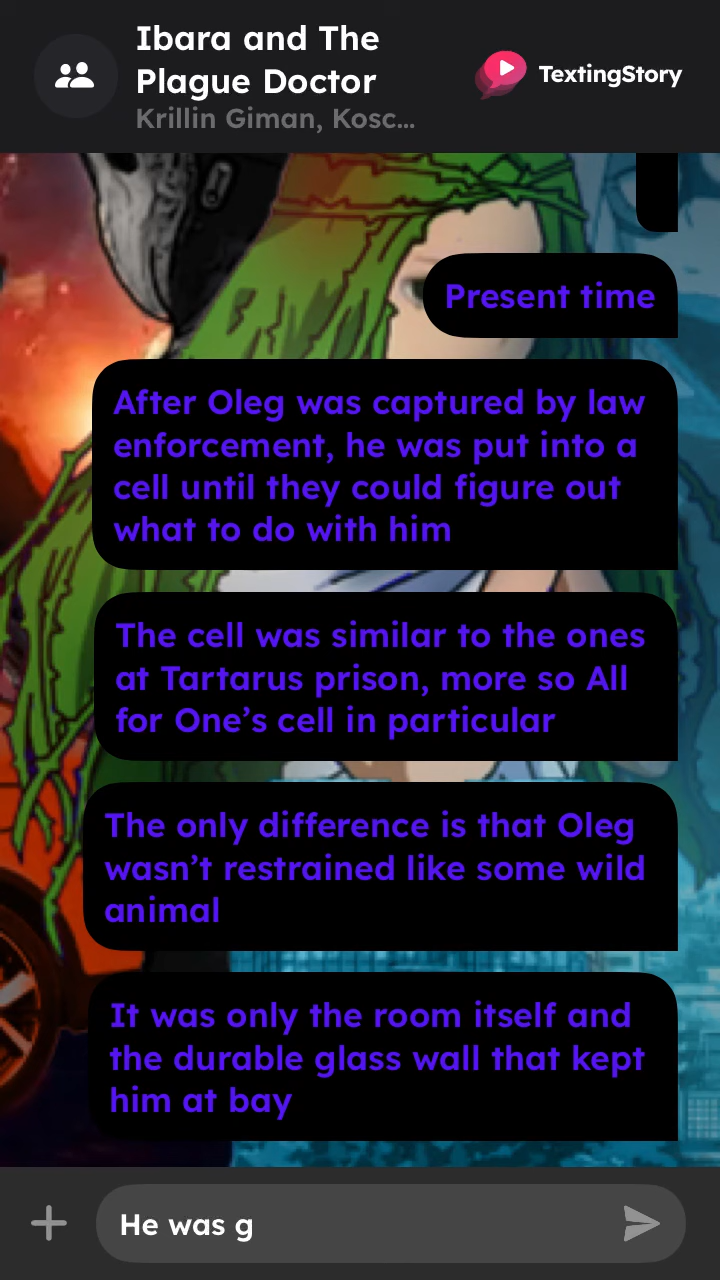 Ibara and The
Plague Doctor
Krillin Giman, Kosc...
TextingStory
Present time
After Oleg was captured by law
enforcement, he was put into a
cell until they could figure out
what to do with him
The cell was similar to the ones
at Tartarus prison, more so All
for One’s cell in particular
The only difference is that Oleg
wasn’t restrained like some wild
animal
It was only the room itself and
the durable glass wall that kept
him at bay
He was g